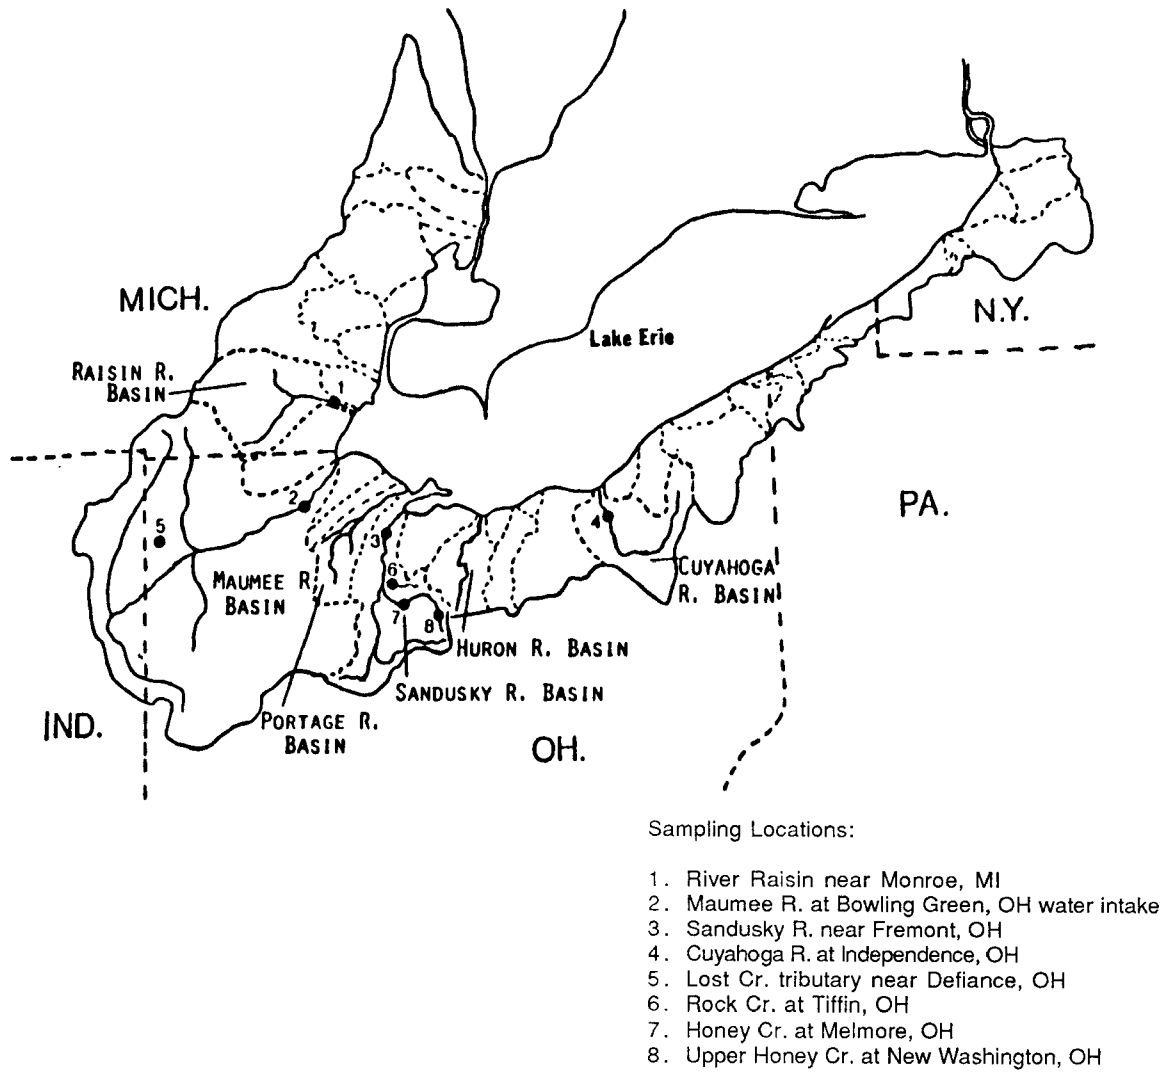 MICH.
N.Y.
Lake Erie
RAISIN R.
BASIN
1
2
PA.
4
5
3
CUYAHOGA
R. BASIN
6
MAUMEE R
BASIN
7
8
HURON R. BASIN
SANDUSKY R. BASIN
IND.
PORTAGE R.
BASIN
OH.
Sampling Locations:
1. River Raisin near Monroe, MI
2. Maumee R. at Bowling Green, OH water intake
3. Sandusky R. near Fremont, OH
4. Cuyahoga R. at Independence, OH
5. Lost Cr. tributary near Defiance, OH
6. Rock Cr. at Tiffin, OH
7. Honey Cr. at Melmore, OH
8. Upper Honey Cr. at New Washington, OH